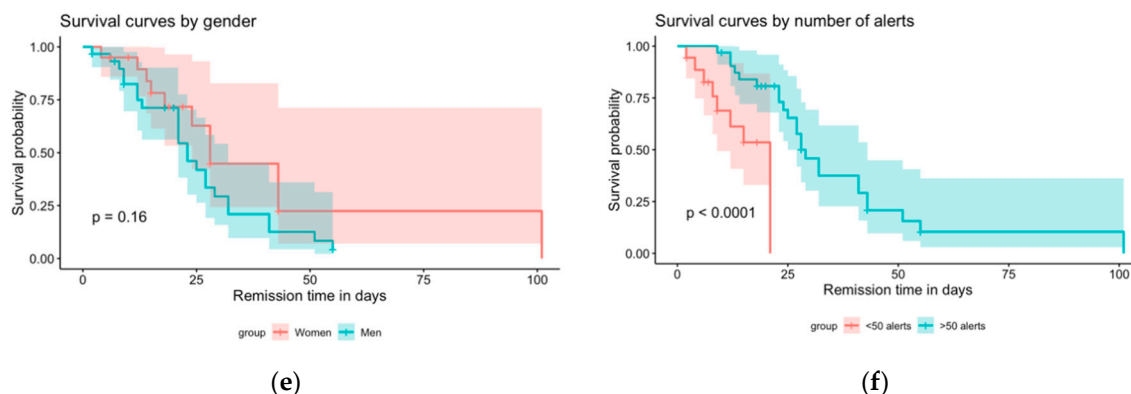 Survival curves by gender
1.00
0.75
0.50
0.25
0.00
Survival probability
p = 0.16
0
25
50
75
100
Remission time in days
group Women Men
(e)
Survival curves by number of alerts
1.00
0.75
0.50
0.25
0.00
Survival probability
p < 0.0001
0
25
50
75
100
Remission time in days
group <50 alerts >50 alerts
(f)